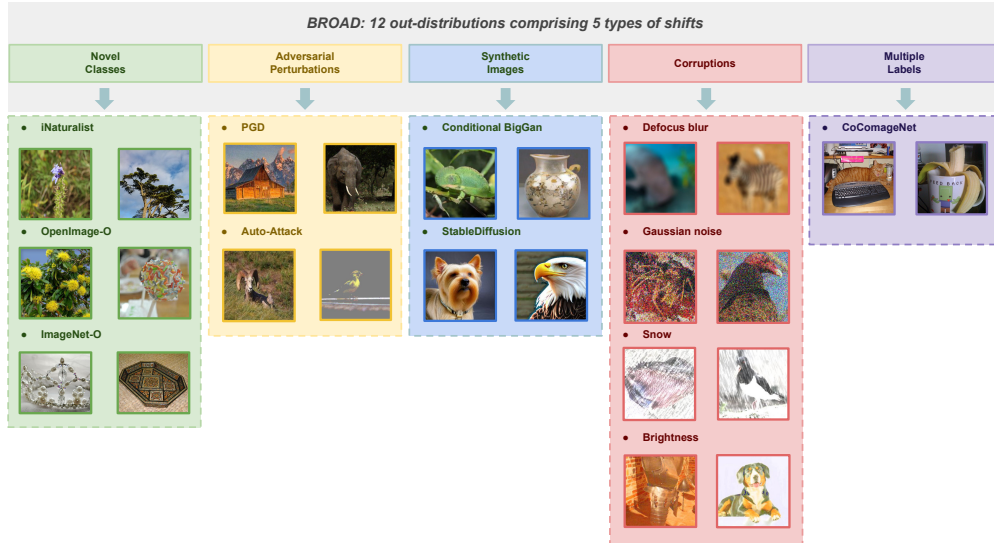 BROAD: 12 out-distributions comprising 5 types of shifts
Novel
Classes
Adversarial
Perturbations
Synthetic
Images
Corruptions
Multiple
Labels
● iNaturalist
● OpenImage-O
● ImageNet-O
● PGD
● Auto-Attack
● Conditional BigGan
● StableDiffusion
● Defocus blur
● Gaussian noise
● Snow
● Brightness
● CoComageNet